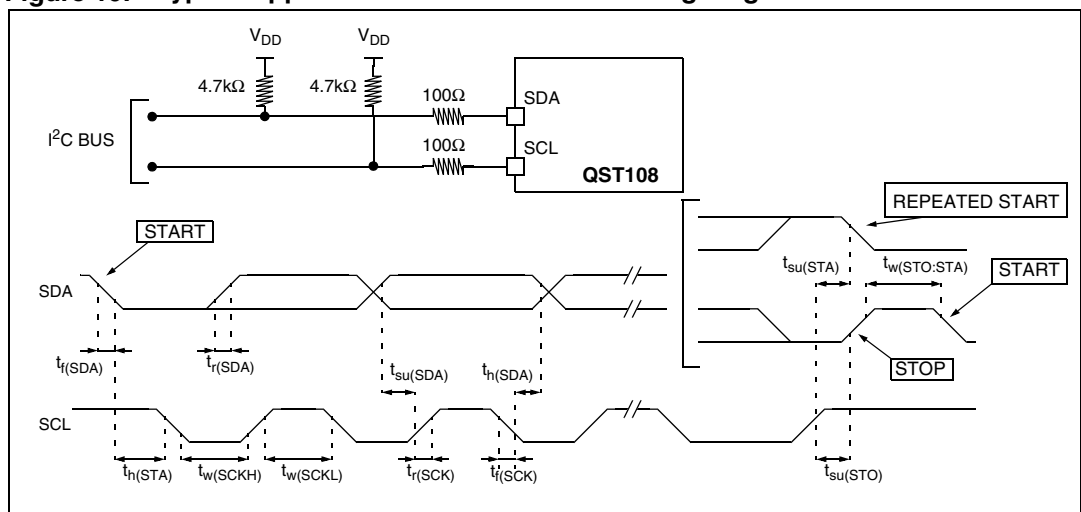 V_DD V_DD
4.7kΩ 4.7kΩ
100Ω
SDA
I²C BUS
100Ω
SCL
QST108
REPEATED START
START
t_su(STA) t_w(STO:STA)
START
SDA
t_f(SDA) t_r(SDA)
t_su(SDA) t_h(SDA)
STOP
SCL
t_h(STA) t_w(SCKH) t_w(SCKL) t_r(SCK) t_f(SCK) t_su(STO)